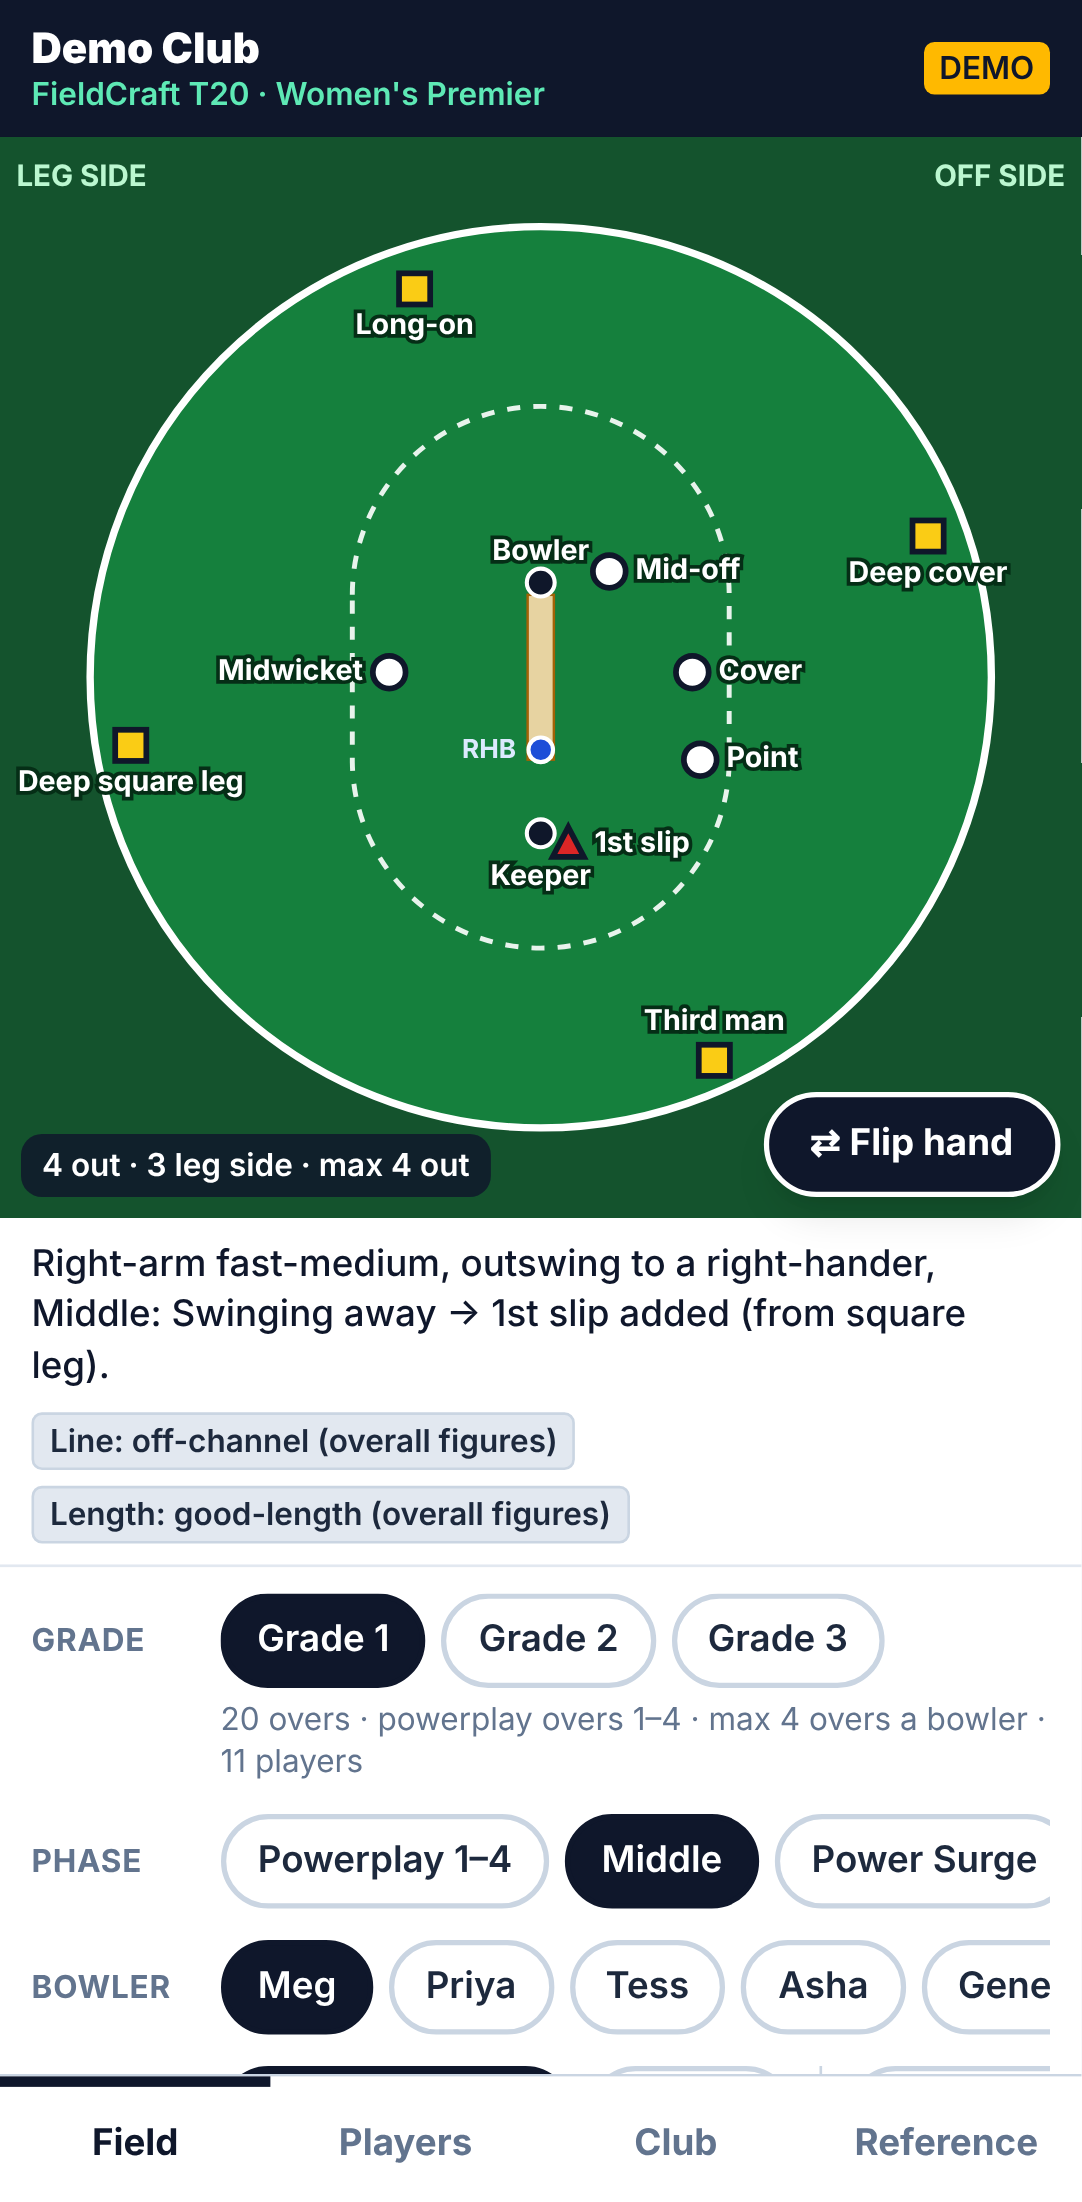 Demo Club
FieldCraft T20 · Women's Premier
DEMO
LEG SIDE
OFF SIDE
Long-on
Bowler
Mid-off
Deep cover
Midwicket
Cover
Deep square leg
RHB
Point
1st slip
Keeper
Third man
4 out · 3 leg side · max 4 out
⇄ Flip hand
Right-arm fast-medium, outswing to a right-hander,
Middle: Swinging away → 1st slip added (from square
leg).
Line: off-channel (overall figures)
Length: good-length (overall figures)
GRADE
Grade 1
Grade 2
Grade 3
20 overs · powerplay overs 1–4 · max 4 overs a bowler ·
11 players
PHASE
Powerplay 1–4
Middle
Power Surge
BOWLER
Meg
Priya
Tess
Asha
Gene
Field
Players
Club
Reference